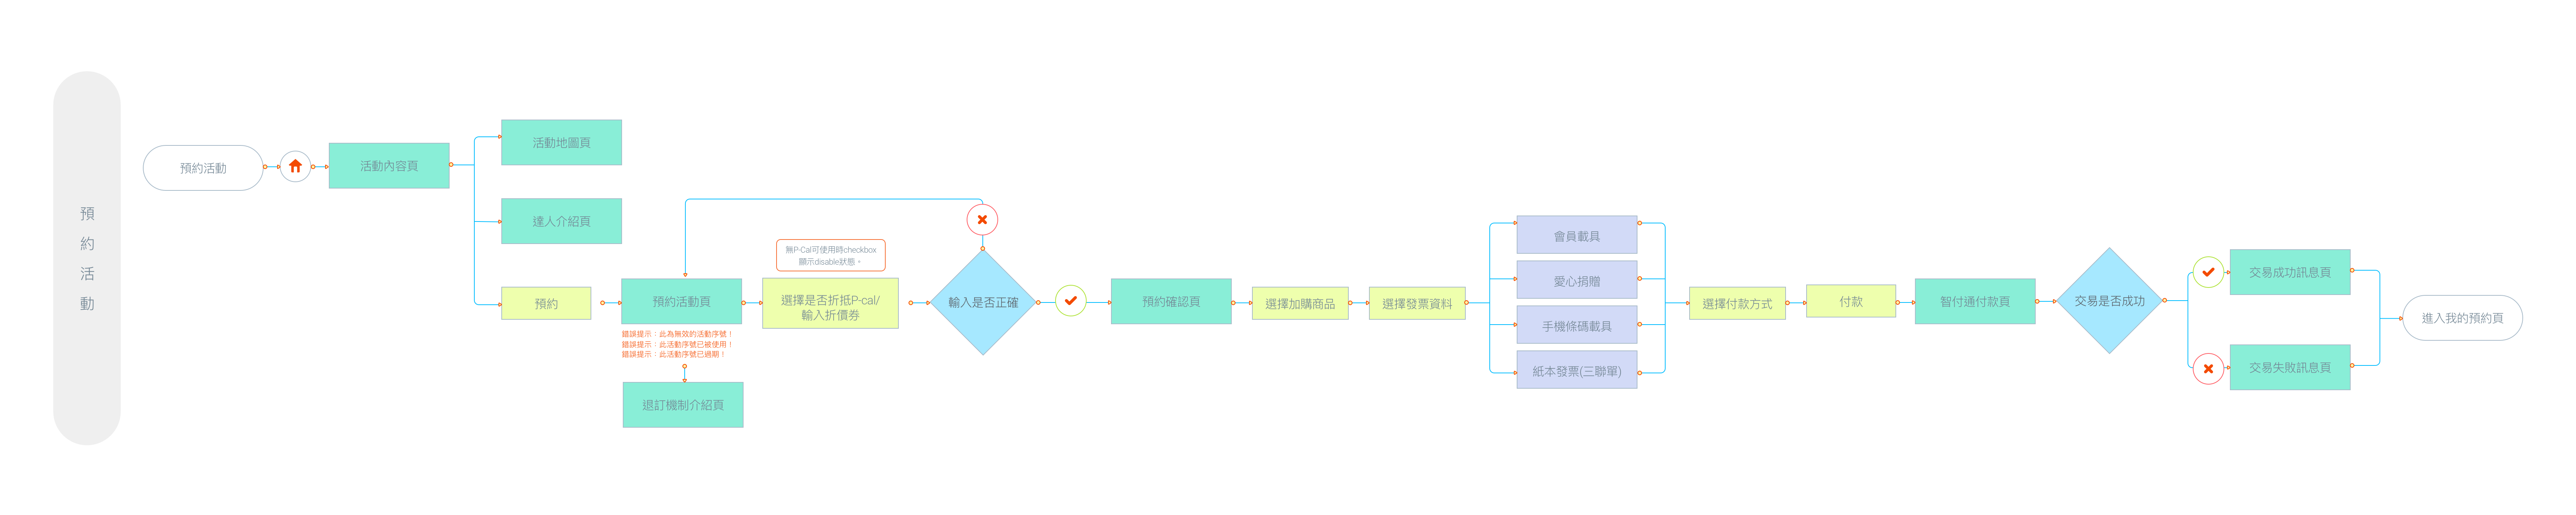 預約活動
預約活動
活動內容頁
活動地圖頁
達人介紹頁
預約
預約活動頁
錯誤提示：此為無效的活動序號！
錯誤提示：此活動序號已被使用！
錯誤提示：此活動序號已過期！
退訂機制介紹頁
無P-Cal可使用時checkbox
顯示disable狀態。
選擇是否折抵P-cal/
輸入折價券
輸入是否正確
預約確認頁
選擇加購商品
選擇發票資料
會員載具
愛心捐贈
手機條碼載具
紙本發票(三聯單)
選擇付款方式
付款
智付通付款頁
交易是否成功
交易成功訊息頁
交易失敗訊息頁
進入我的預約頁